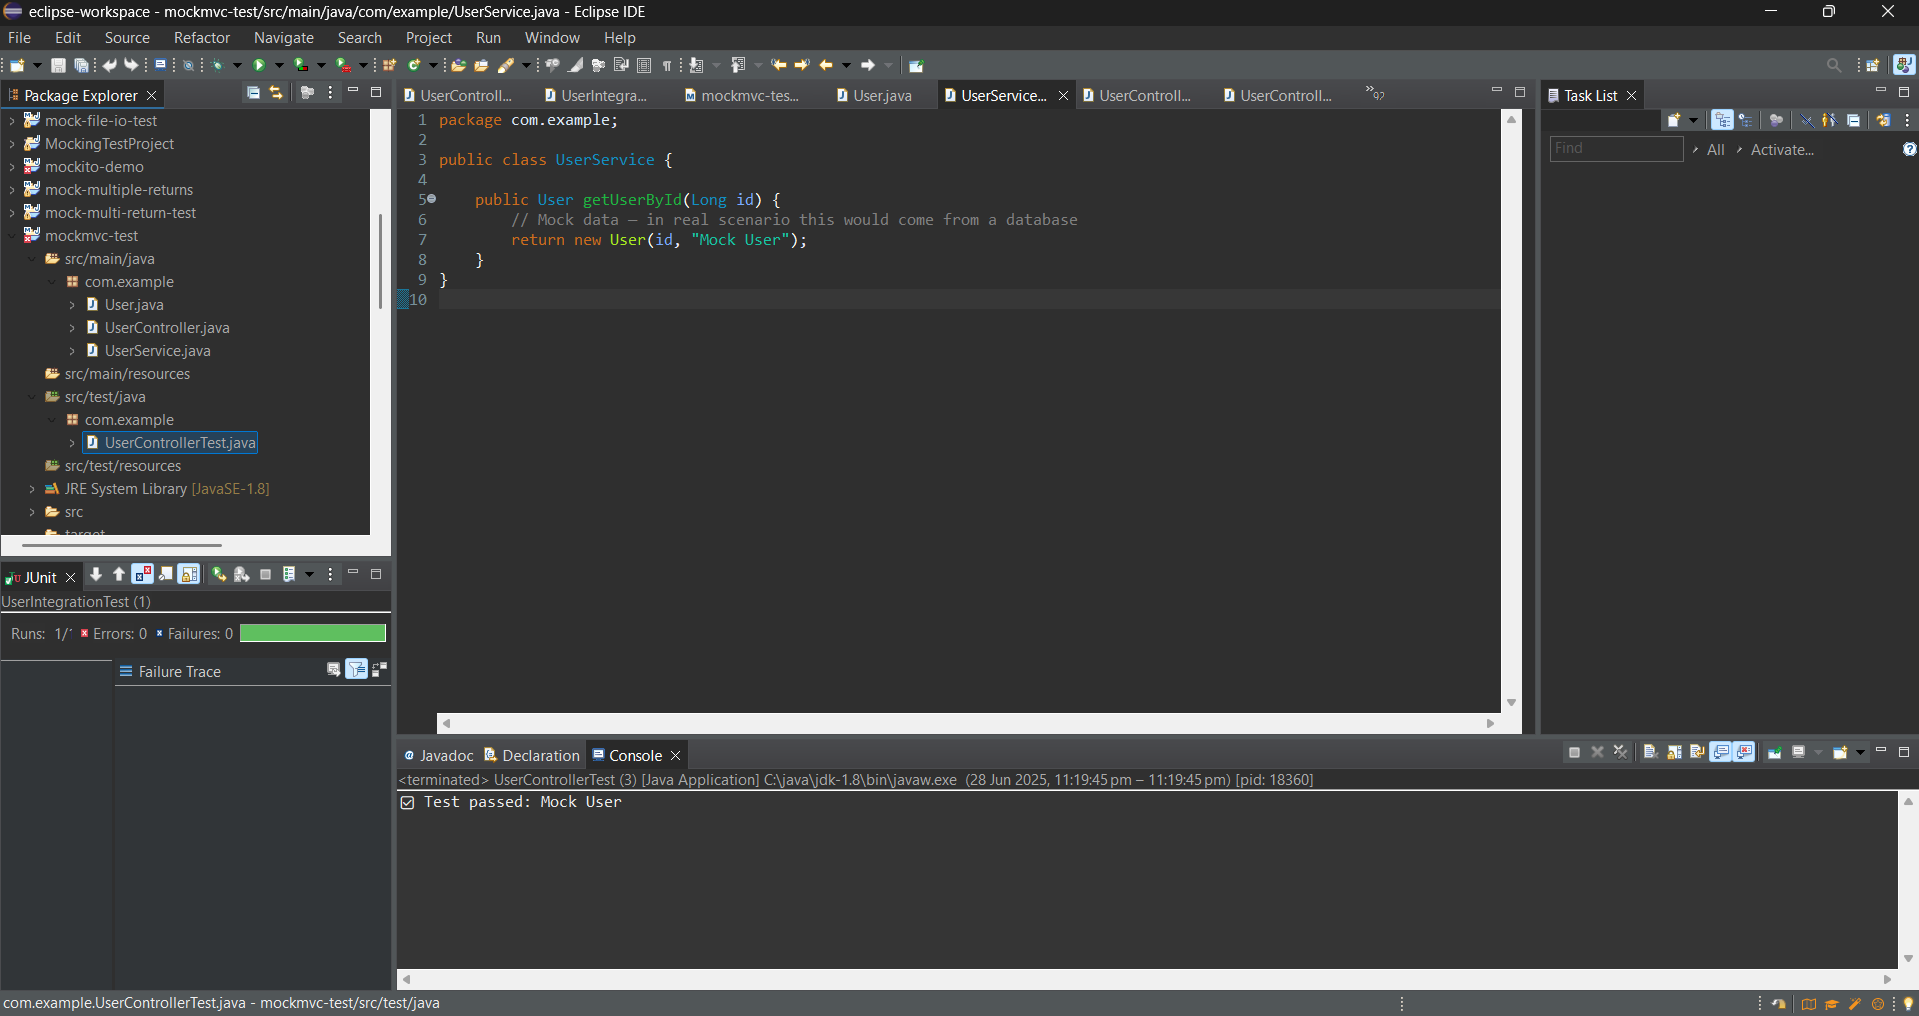 eclipse-workspace - mockmvc-test/src/main/java/com/example/UserService.java - Eclipse IDE
File Edit Source Refactor Navigate Search Project Run Window Help
Package Explorer
mock-file-io-test
MockingTestProject
mockito-demo
mock-multiple-returns
mock-multi-return-test
mockmvc-test
src/main/java
com.example
User.java
UserController.java
UserService.java
src/main/resources
src/test/java
com.example
UserControllerTest.java
src/test/resources
JRE System Library [JavaSE-1.8]
src
target
JUnit
UserIntegrationTest (1)
Runs: 1/1 Errors: 0 Failures: 0
Failure Trace
UserControll... UserIntegra... mockmvc-tes... User.java UserService... UserControll... UserControll... »92
1 package com.example;
2
3 public class UserService {
4
5 public User getUserById(Long id) {
6 // Mock data – in real scenario this would come from a database
7 return new User(id, "Mock User");
8 }
9 }
10
Task List
Find All Activate...
Javadoc Declaration Console
<terminated> UserControllerTest (3) [Java Application] C:\java\jdk-1.8\bin\javaw.exe (28 Jun 2025, 11:19:45 pm – 11:19:45 pm) [pid: 18360]
☑ Test passed: Mock User
com.example.UserControllerTest.java - mockmvc-test/src/test/java